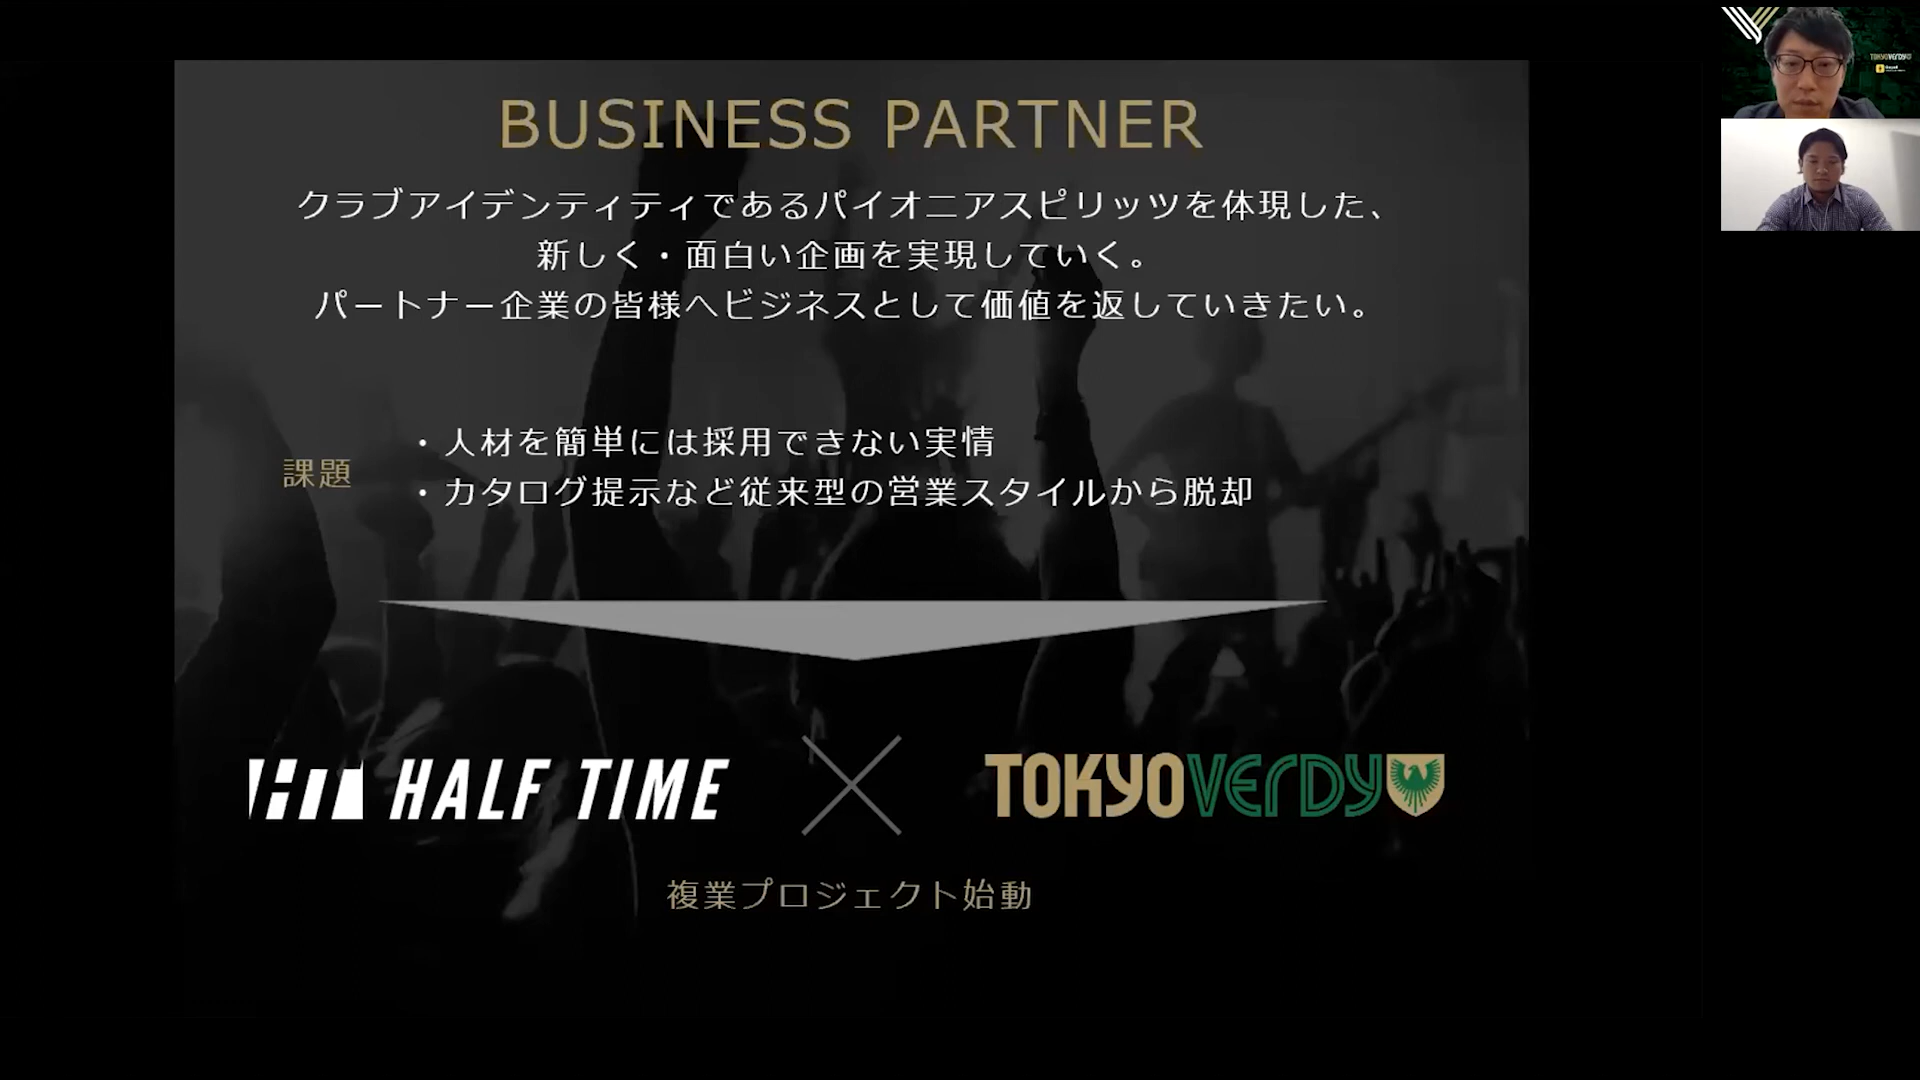 BUSINESS PARTNER
クラブアイデンティティであるパイオニアスピリッツを体現した、
新しく・面白い企画を実現していく。
パートナー企業の皆様へビジネスとして価値を返していきたい。
課題
・人材を簡単には採用できない実情
・カタログ提示など従来型の営業スタイルから脱却
HALF TIME
TOKYO VERDY
複業プロジェクト始動
TOKYO VERDY